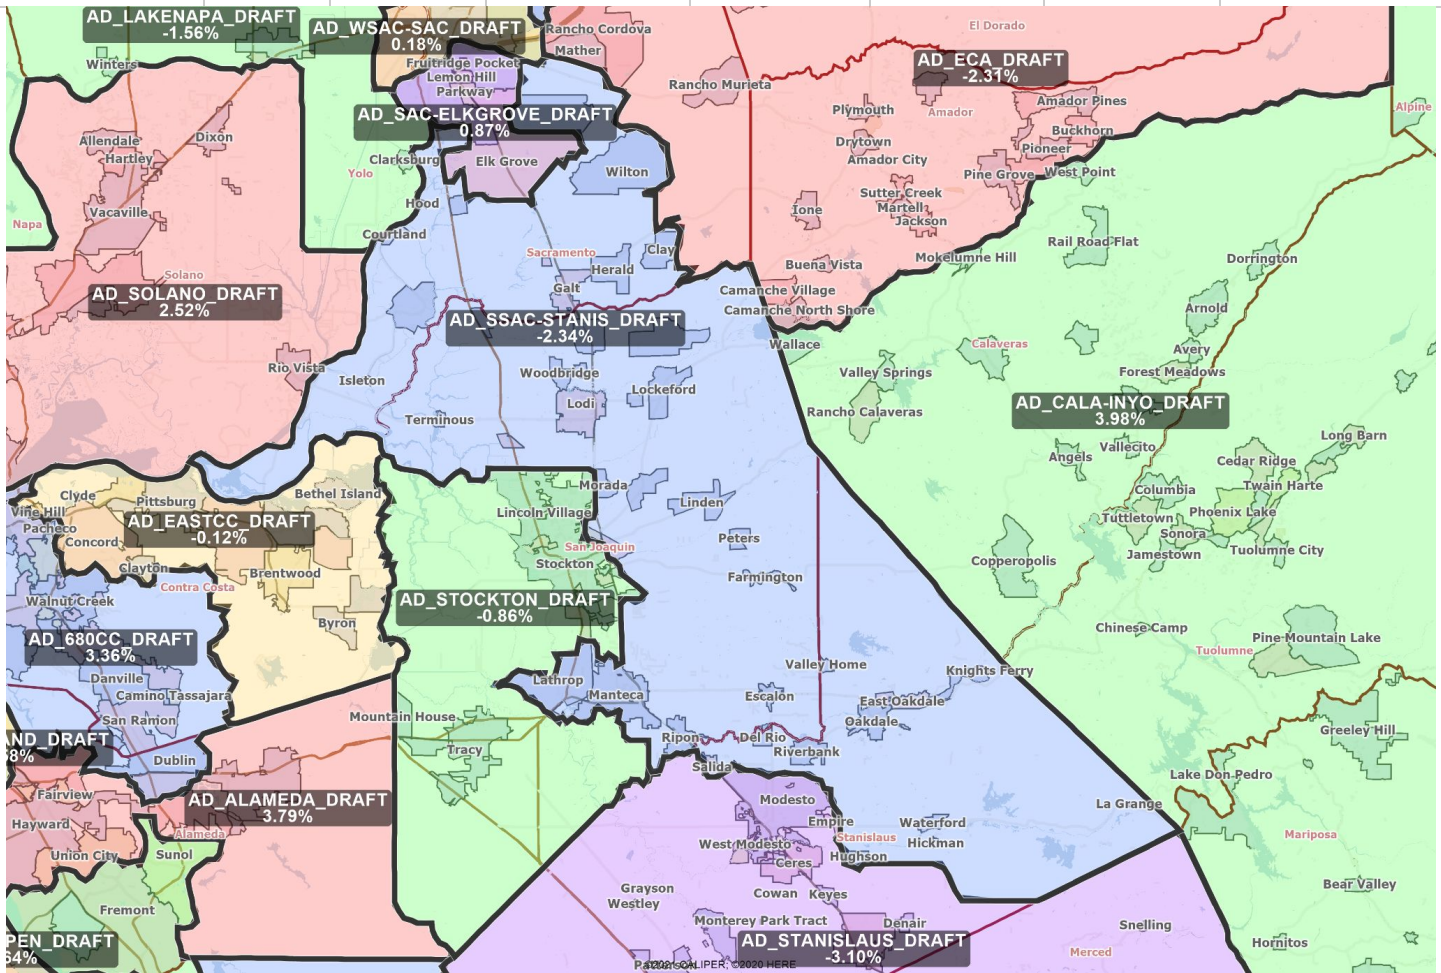 AD_LAKENAPA_DRAFT
-1.56%
AD_WSAC-SAC_DRAFT
0.18%
Rancho Cordova
Mather
El Dorado
AD_ECA_DRAFT
-2.31%
Winters
Fruitridge Pocket
Lemon Hill
Parkway
Rancho Murieta
Plymouth
Amador
Amador Pines
Alpine
AD_SAC-ELKGROVE_DRAFT
0.87%
Allendale
Dixon
Hartley
Buckhorn
Drytown
Pioneer
Amador City
Clarksburg
Elk Grove
Yolo
Wilton
Pine Grove
West Point
Sutter Creek
Martell
Jackson
Vacaville
Hood
Ione
Napa
Courtland
Sacramento
Clay
Rail Road Flat
Mokelumne Hill
Dorrington
Solano
Herald
Buena Vista
Galt
Camanche Village
AD_SOLANO_DRAFT
2.52%
Camanche North Shore
Arnold
AD_SSAC-STANIS_DRAFT
-2.34%
Wallace
Calaveras
Avery
Rio Vista
Isleton
Woodbridge
Valley Springs
Forest Meadows
Lockeford
Lodi
Rancho Calaveras
AD_CALA-INYO_DRAFT
3.98%
Terminous
Long Barn
Vallecito
Angels
Cedar Ridge
Twain Harte
Clyde
Pittsburg
Bethel Island
Morada
Columbia
Vine Hill
Linden
Lincoln Village
Phoenix Lake
Tuttletown
AD_EASTCC_DRAFT
-0.12%
Pacheco
Concord
Sonora
Peters
San Joaquin
Jamestown
Tuolumne City
Copperopolis
Stockton
Clayton
Brentwood
Farmington
Contra Costa
Walnut Creek
AD_STOCKTON_DRAFT
-0.86%
Byron
Chinese Camp
Pine Mountain Lake
AD_680CC_DRAFT
3.36%
Tuolumne
Valley Home
Knights Ferry
Danville
Lathrop
Manteca
Camino Tassajara
Escalon
East Oakdale
San Ramon
Mountain House
Oakdale
Greeley Hill
AND_DRAFT
58%
Ripon
Del Rio
Tracy
Riverbank
Dublin
Salida
Lake Don Pedro
Fairview
AD_ALAMEDA_DRAFT
3.79%
Modesto
La Grange
Hayward
Empire
Waterford
Alameda
Stanislaus
Mariposa
West Modesto
Hickman
Union City
Sunol
Hughson
Ceres
Grayson
Westley
Cowan
Keyes
Bear Valley
Fremont
Monterey Park Tract
Denair
Snelling
PEN_DRAFT
64%
AD_STANISLAUS_DRAFT
-3.10%
Hornitos
Merced
Patterson
CALIPER; ©2020 HERE